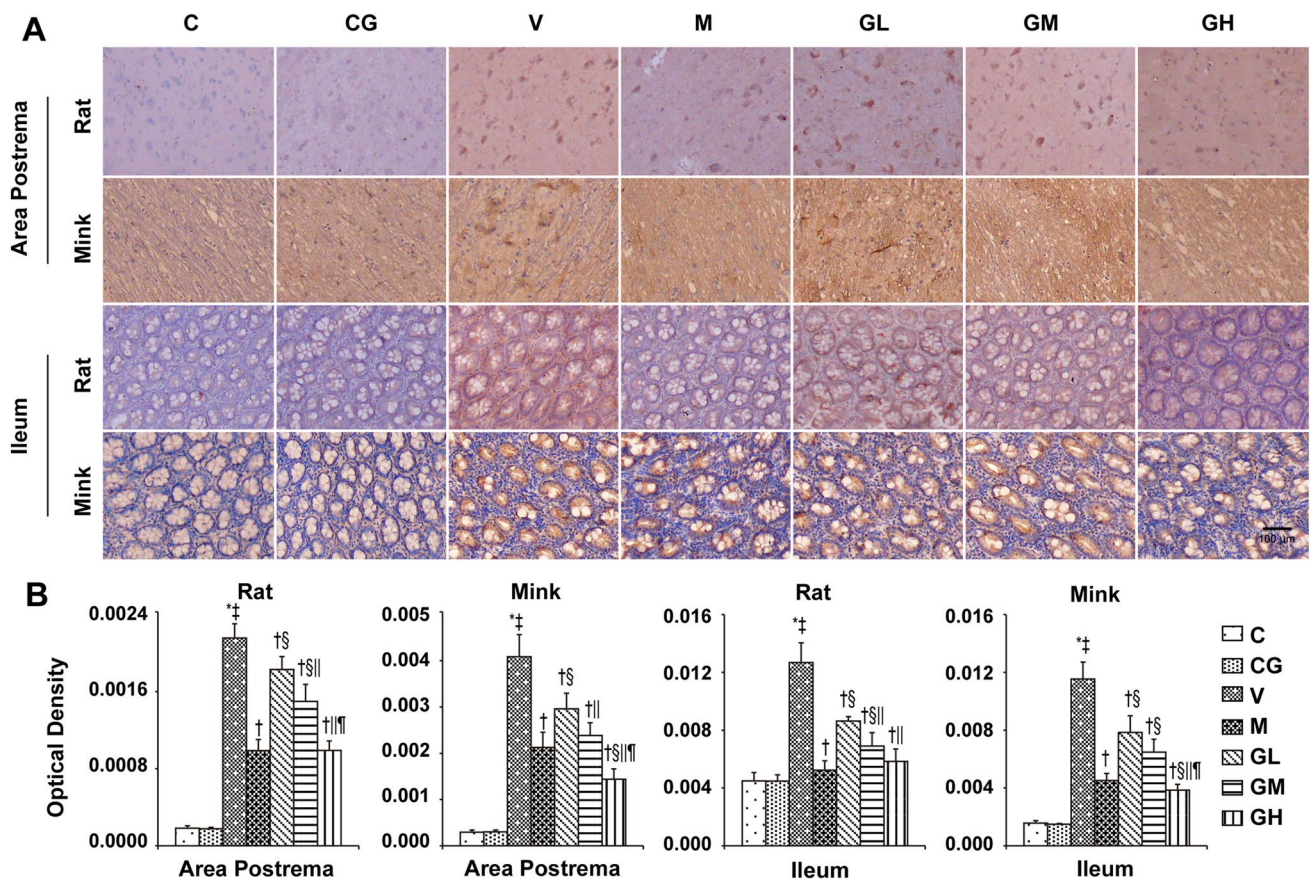 A
C CG V M GL GM GH
Area Postrema
Rat
Mink
Ileum
Rat
Mink
100 μm
B
Optical Density
Rat
0.0024
0.0016
0.0008
0.0000
*‡
†
†§
†§||
†||¶
Area Postrema
Mink
0.005
0.004
0.003
0.002
0.001
0.000
*‡
†
†§
†||
†§||¶
Area Postrema
Rat
0.016
0.012
0.008
0.004
0.000
*‡
†
†§
†§||
†||
Ileum
Mink
0.016
0.012
0.008
0.004
0.000
*‡
†
†§
†§
†§||¶
Ileum
C
CG
V
M
GL
GM
GH